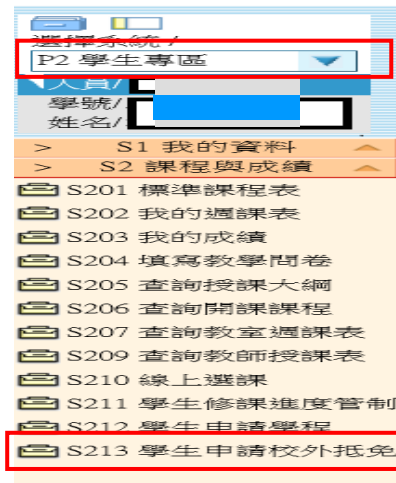 選擇系統 /
P2 學生專區
人員/
學號/
姓名/
> S1 我的資料
> S2 課程與成績
S201 標準課程表
S202 我的週課表
S203 我的成績
S204 填寫教學問卷
S205 查詢授課大綱
S206 查詢開課課程
S207 查詢教室週課表
S209 查詢教師授課表
S210 線上選課
S211 學生修課進度管制
S212 學生申請學程
S213 學生申請校外抵免